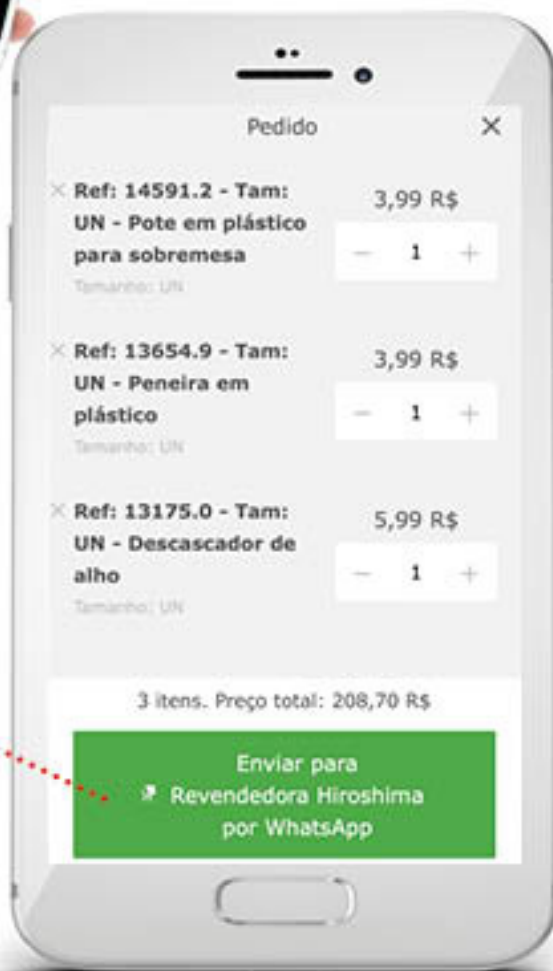 Pedido
Ref: 14591.2 - Tam:
UN - Pote em plástico
para sobremesa
Tamanho: UN
3,99 R$
1
Ref: 13654.9 - Tam:
UN - Peneira em
plástico
Tamanho: UN
3,99 R$
1
Ref: 13175.0 - Tam:
UN - Descascador de
alho
Tamanho: UN
5,99 R$
1
3 itens. Preço total: 208,70 R$
Enviar para
Revendedora Hiroshima
por WhatsApp